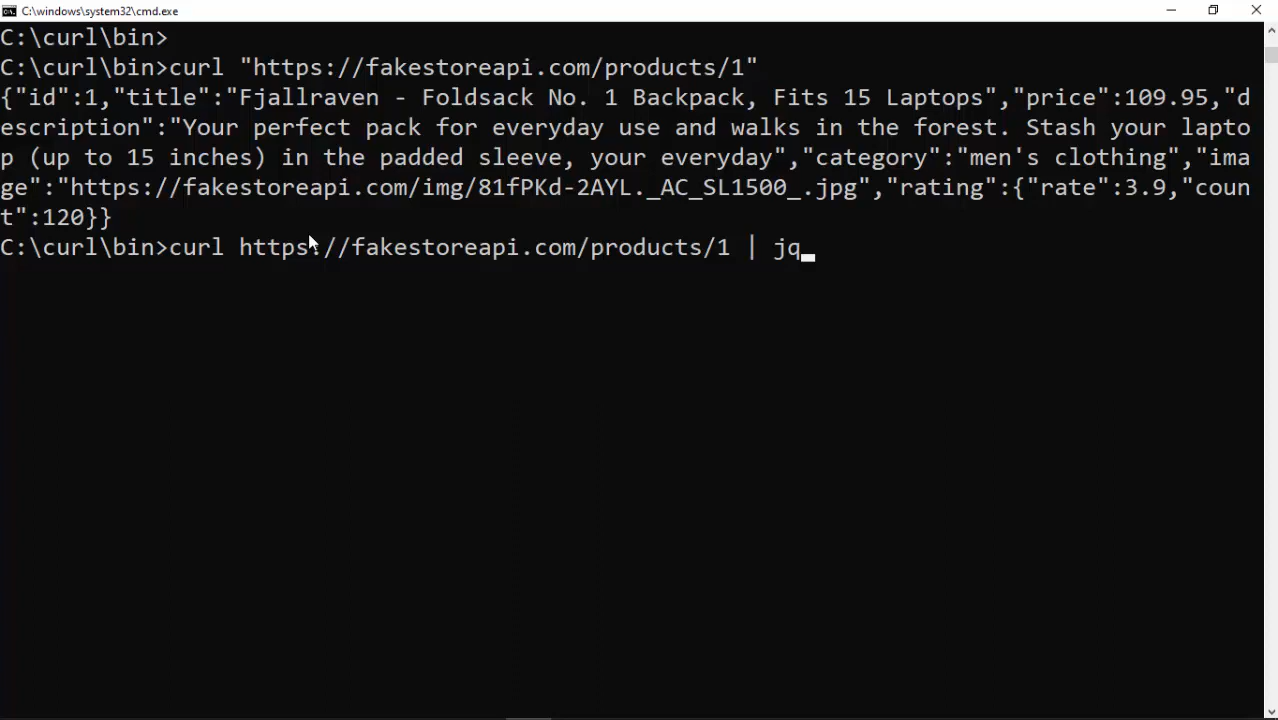 C:\windows\system32\cmd.exe
C:\curl\bin>
C:\curl\bin>curl "https://fakestoreapi.com/products/1"
{"id":1,"title":"Fjallraven - Foldsack No. 1 Backpack, Fits 15 Laptops","price":109.95,"d
escription":"Your perfect pack for everyday use and walks in the forest. Stash your lapto
p (up to 15 inches) in the padded sleeve, your everyday","category":"men's clothing","ima
ge":"https://fakestoreapi.com/img/81fPKd-2AYL._AC_SL1500_.jpg","rating":{"rate":3.9,"coun
t":120}}
C:\curl\bin>curl https://fakestoreapi.com/products/1 | jq